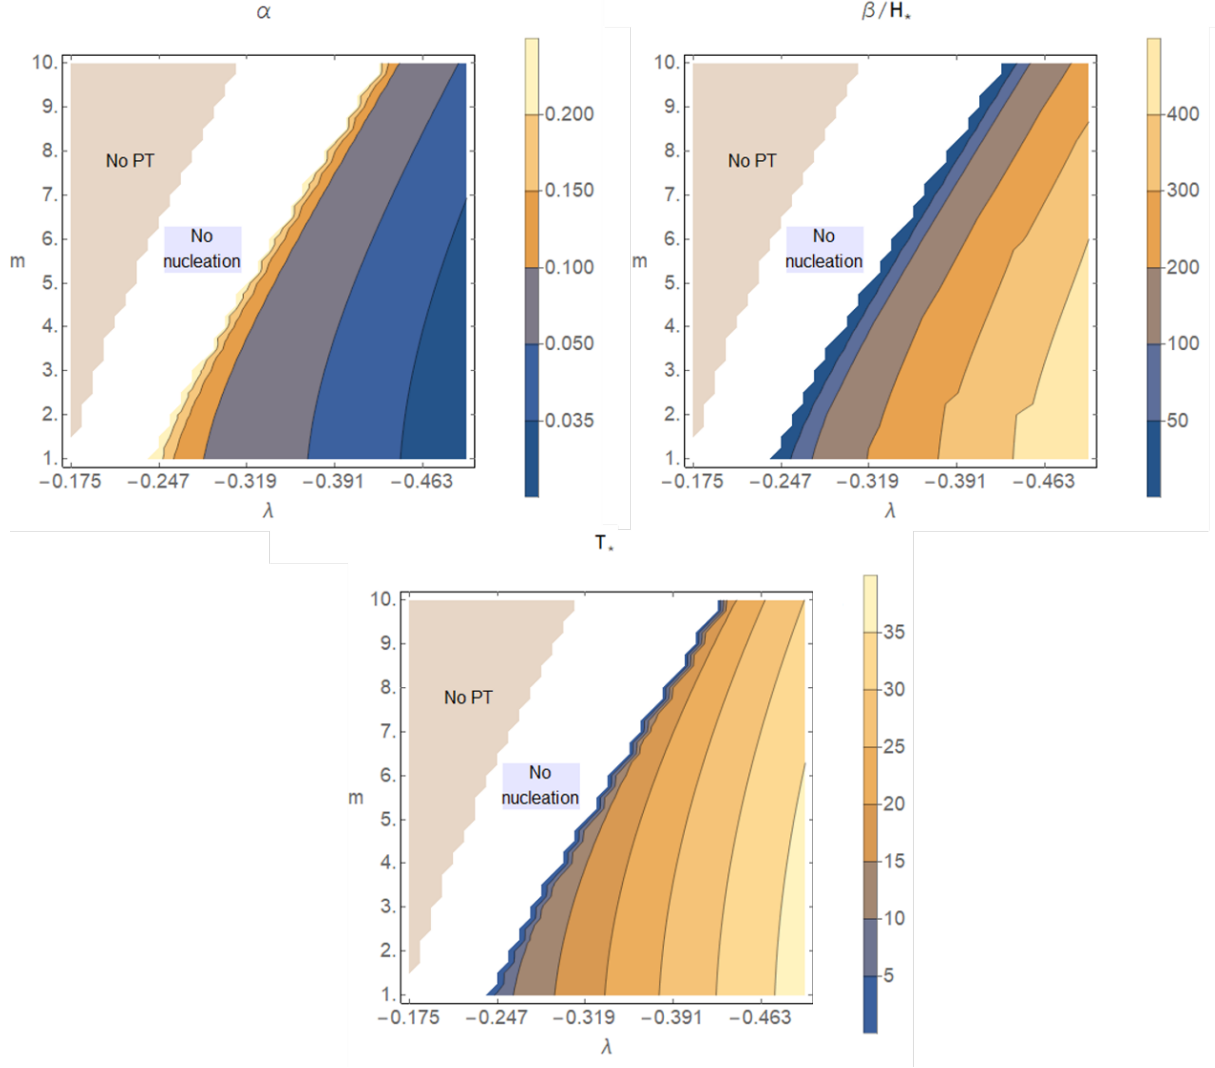 α
10.
9.
8.
7.
6.
5.
4.
3.
2.
1.
m
No PT
No
nucleation
−0.175 −0.247 −0.319 −0.391 −0.463
λ
0.200
0.150
0.100
0.050
0.035
β / H⋆
10.
9.
8.
7.
6.
5.
4.
3.
2.
1.
m
No PT
No
nucleation
−0.175 −0.247 −0.319 −0.391 −0.463
λ
400
300
200
100
50
T⋆
10.
9.
8.
7.
6.
5.
4.
3.
2.
1.
m
No PT
No
nucleation
−0.175 −0.247 −0.319 −0.391 −0.463
λ
35
30
25
20
15
10
5